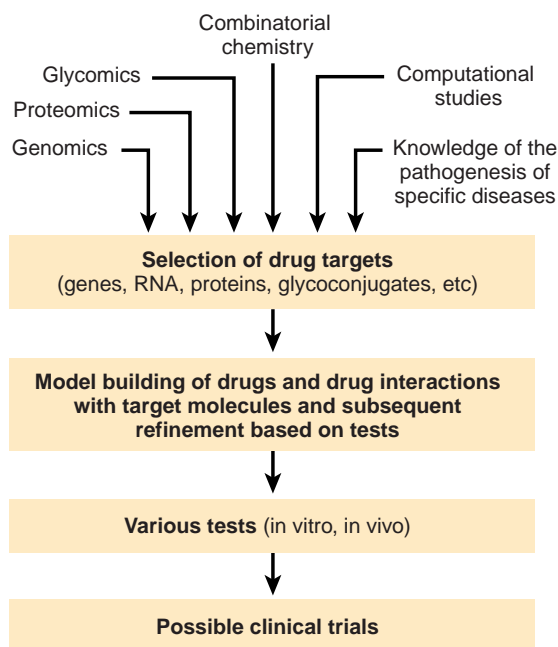 Combinatorial
chemistry
Glycomics
Proteomics
Genomics
Computational
studies
Knowledge of the
pathogenesis of
specific diseases
Selection of drug targets
(genes, RNA, proteins, glycoconjugates, etc)
Model building of drugs and drug interactions
with target molecules and subsequent
refinement based on tests
Various tests (in vitro, in vivo)
Possible clinical trials